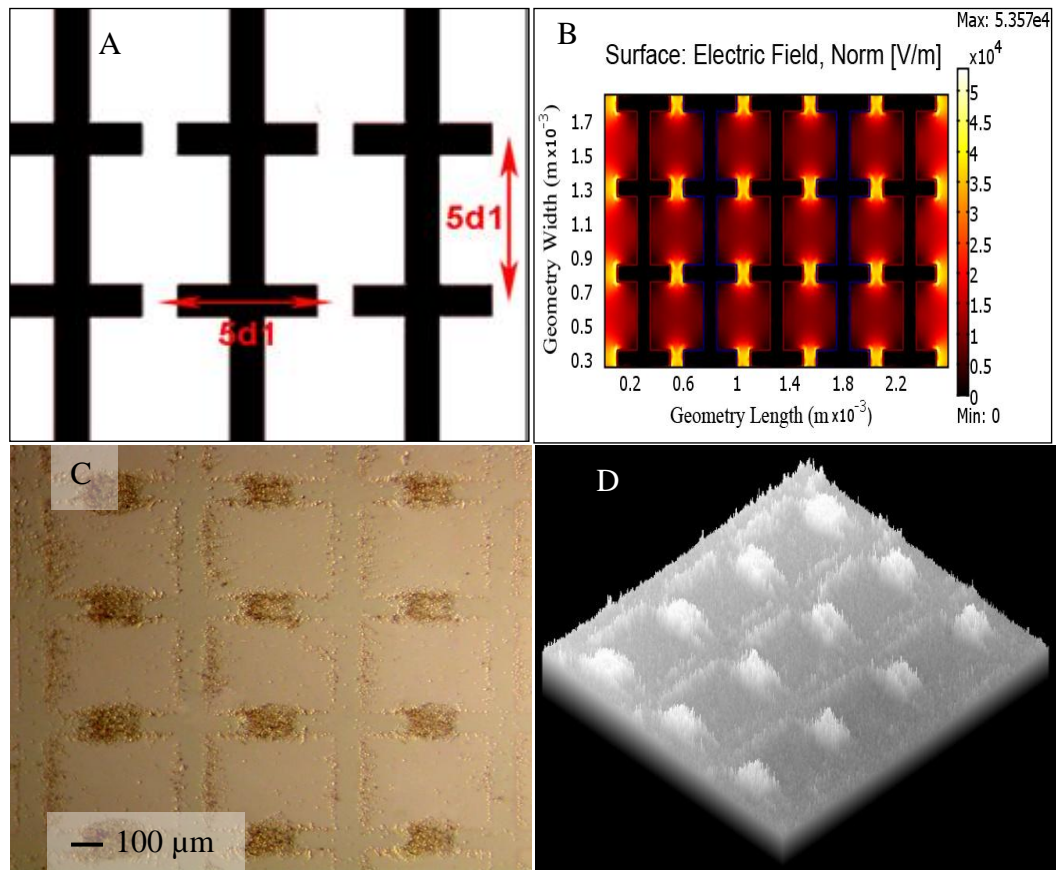 A
5d1
5d1
B
Max: 5.357e4
Surface: Electric Field, Norm [V/m]
x10⁴
5
4.5
4
3.5
3
2.5
2
1.5
1
0.5
0
Min: 0
Geometry Width (m x10⁻³)
1.7
1.5
1.3
1.1
0.9
0.7
0.5
0.3
0.2 0.6 1 1.4 1.8 2.2
Geometry Length (m x10⁻³)
C
100 µm
D